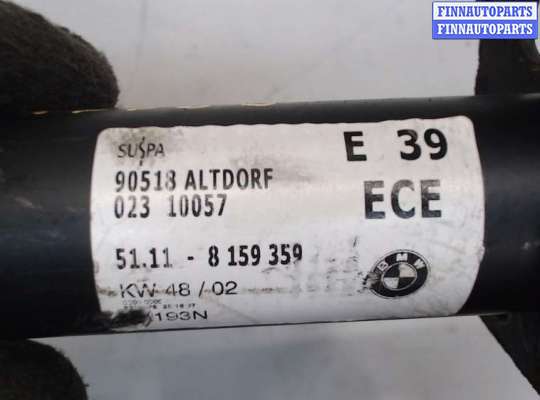 FINNAUTOPARTS
FINNAUTOPARTS
SUSPA
E 39
90518 ALTDORF
023 10057
ECE
51.11 - 8 159 359
BMW
KW 48 / 02
193N